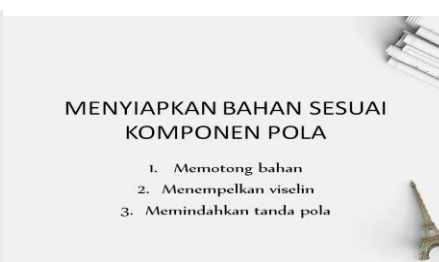 MENYIAPKAN BAHAN SESUAI
KOMPONEN POLA
1. Memotong bahan
2. Menempelkan viselin
3. Memindahkan tanda pola